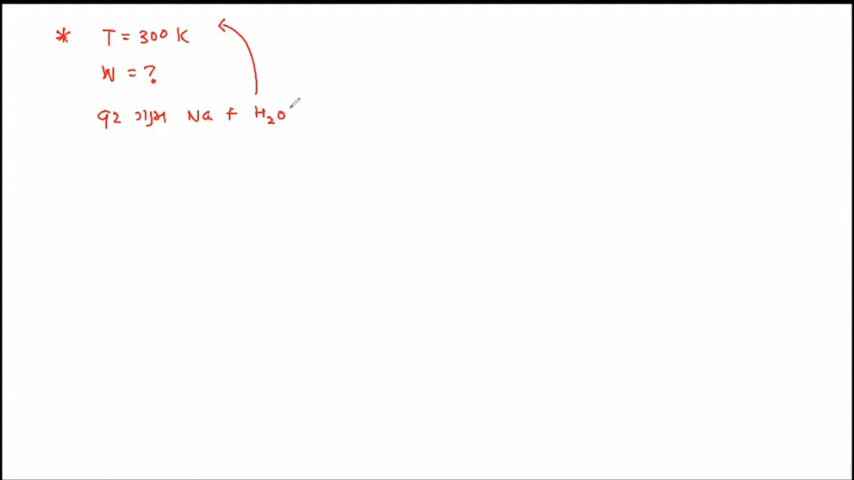 * T = 300 K
W = ?
92 ગ્રામ Na + H₂O